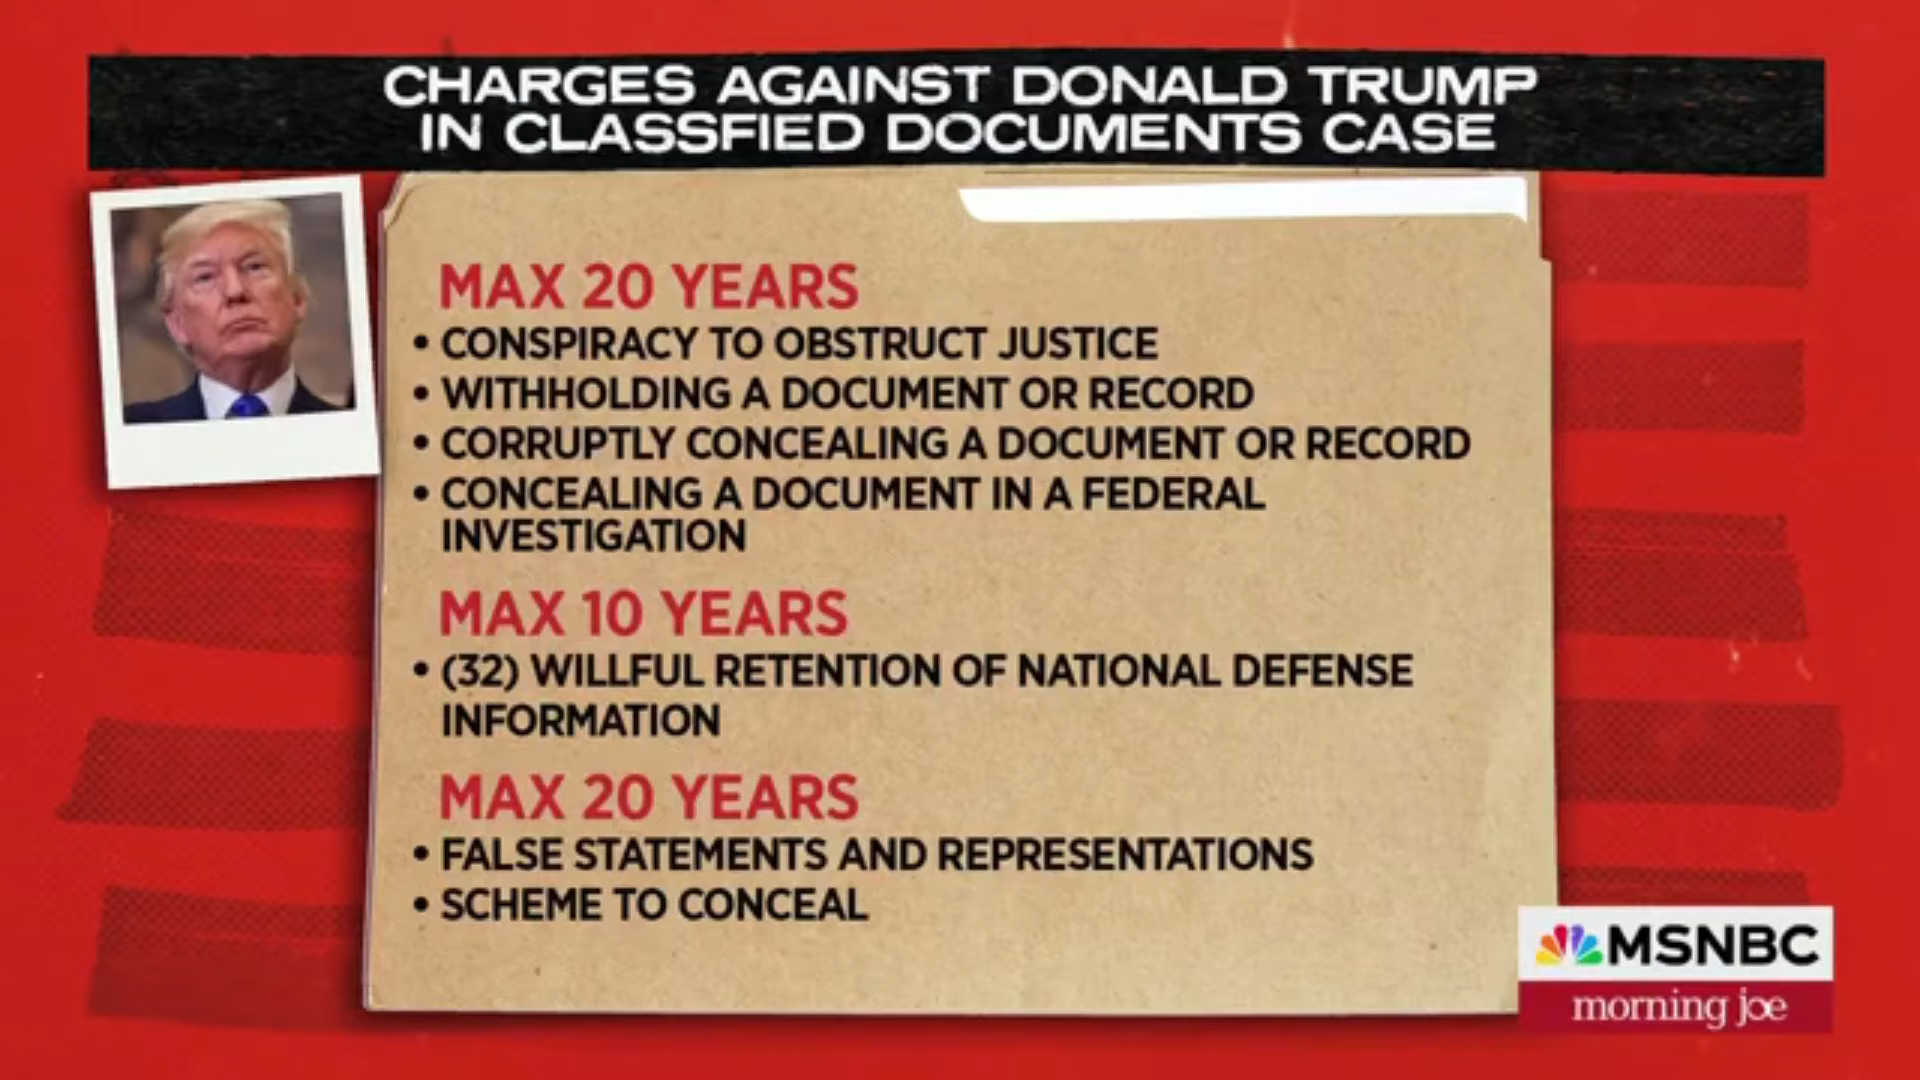 CHARGES AGAINST DONALD TRUMP
IN CLASSFIED DOCUMENTS CASE
MAX 20 YEARS
• CONSPIRACY TO OBSTRUCT JUSTICE
• WITHHOLDING A DOCUMENT OR RECORD
• CORRUPTLY CONCEALING A DOCUMENT OR RECORD
• CONCEALING A DOCUMENT IN A FEDERAL
INVESTIGATION
MAX 10 YEARS
• (32) WILLFUL RETENTION OF NATIONAL DEFENSE
INFORMATION
MAX 20 YEARS
• FALSE STATEMENTS AND REPRESENTATIONS
• SCHEME TO CONCEAL
MSNBC
morning joe